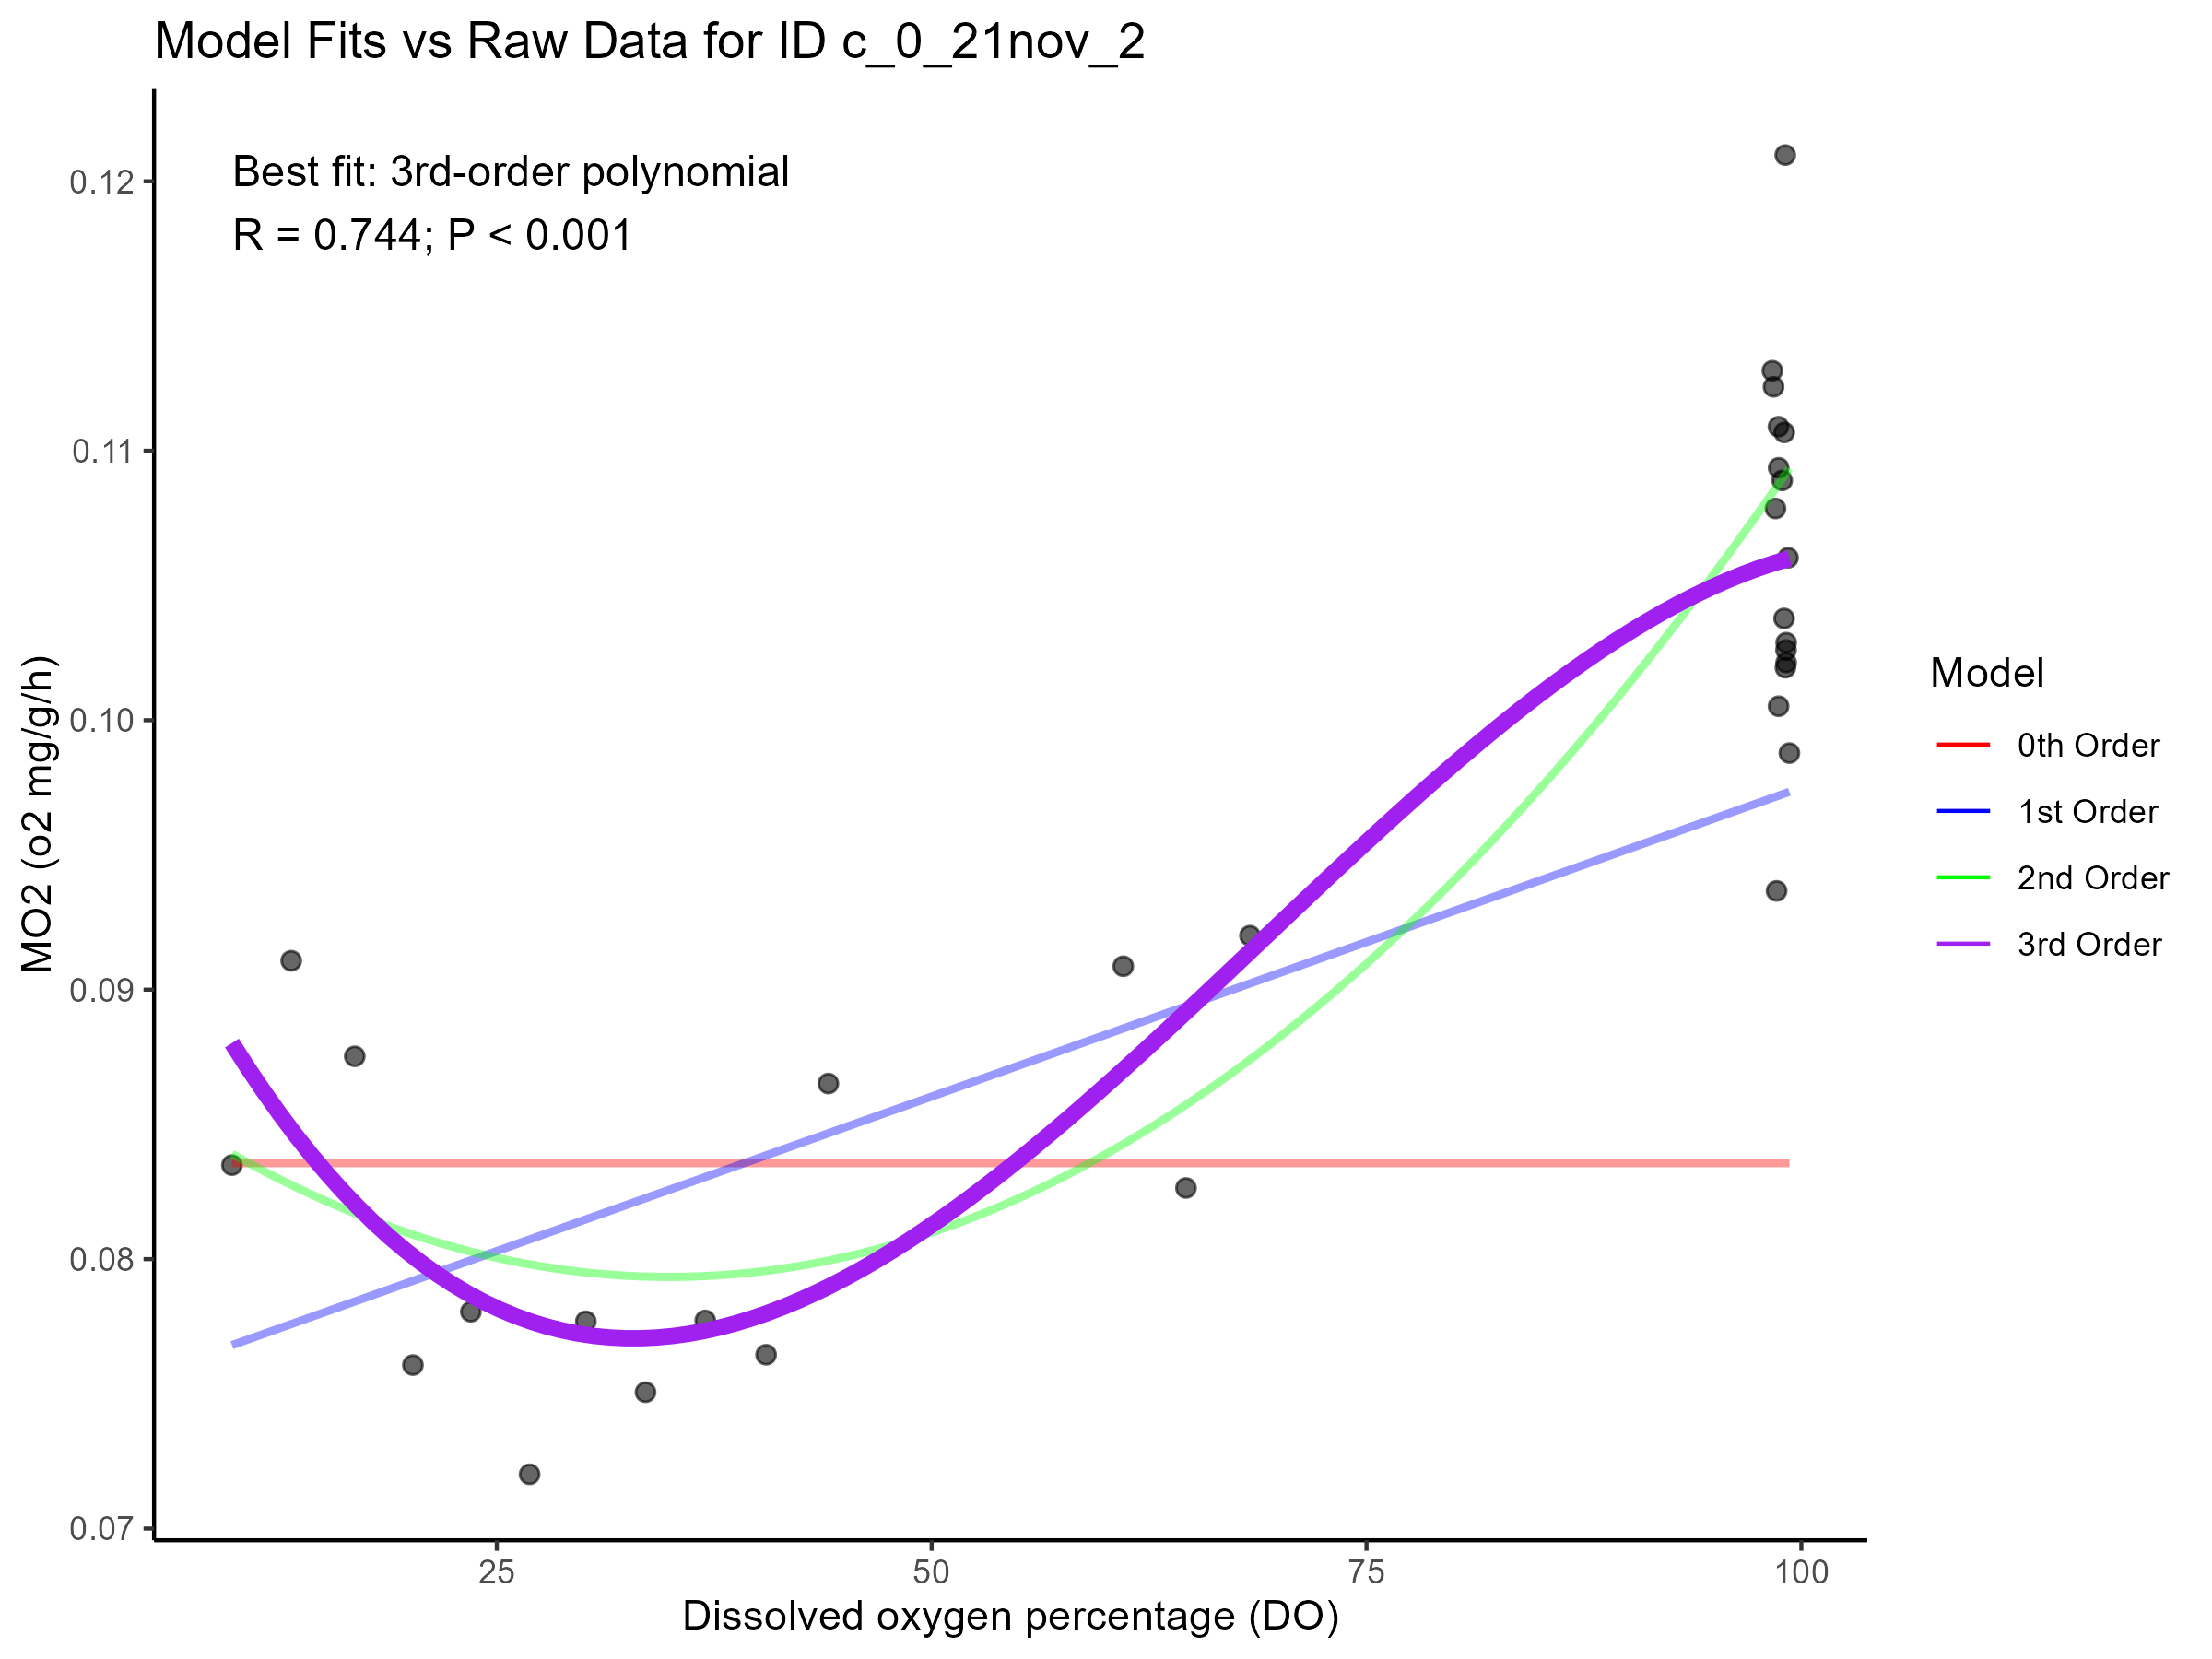 Model Fits vs Raw Data for ID c_0_21nov_2
Best fit: 3rd-order polynomial
R = 0.744; P < 0.001
0.12
0.11
0.10
0.09
0.08
0.07
MO2 (o2 mg/g/h)
25
50
75
100
Dissolved oxygen percentage (DO)
Model
0th Order
1st Order
2nd Order
3rd Order